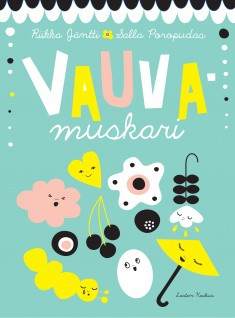 Riikka Jäntti & Salla Poropudas
VAUVA-
muskari
Lasten Keskus